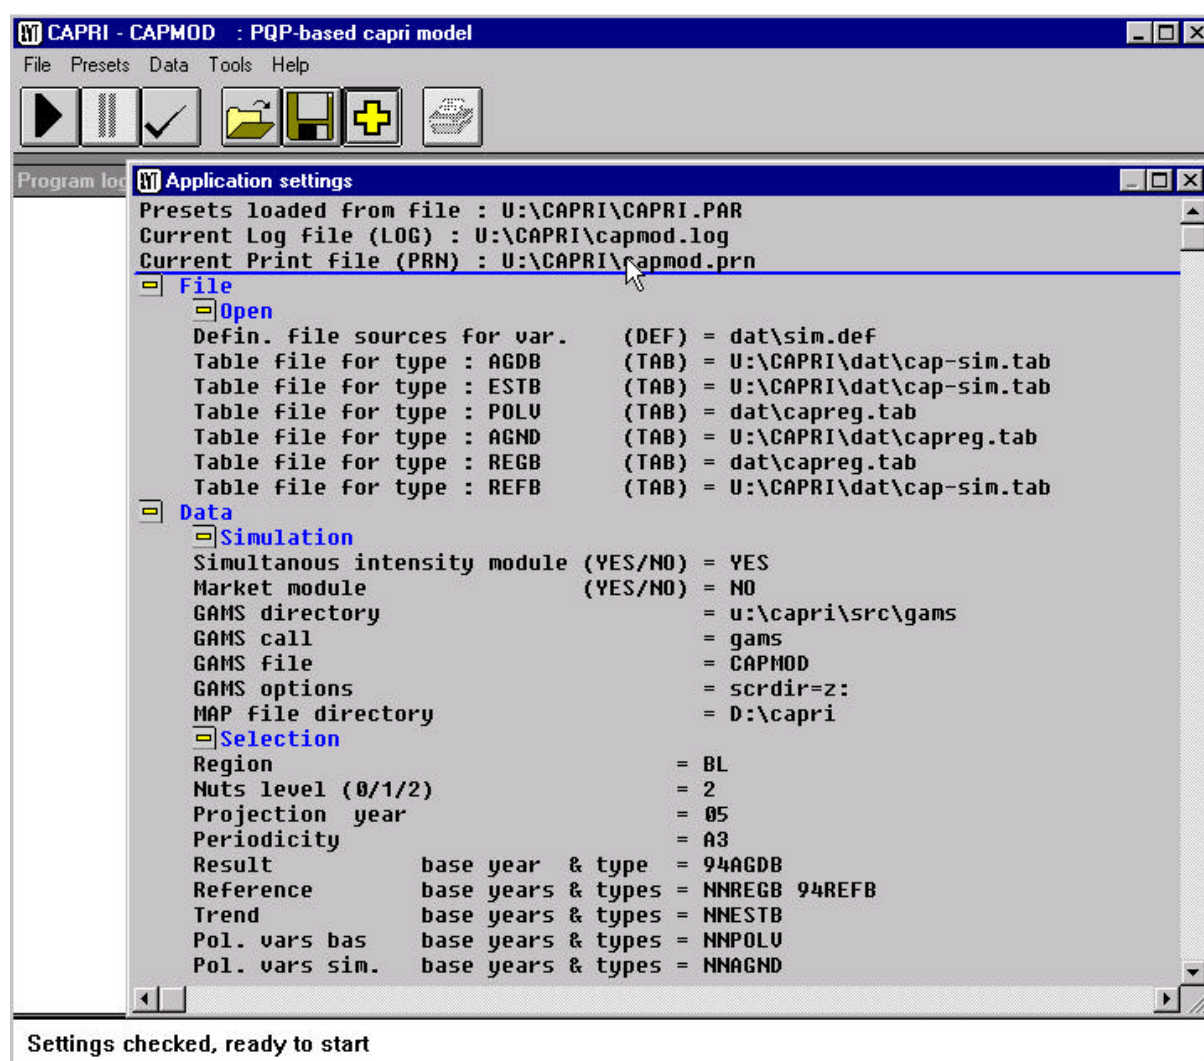 CAPRI - CAPMOD : PQP-based capri model
File Presets Data Tools Help
Program log
Application settings
Presets loaded from file : U:\CAPRI\CAPRI.PAR
Current Log file (LOG) : U:\CAPRI\capmod.log
Current Print file (PRN) : U:\CAPRI\capmod.prn
File
Open
Defin. file sources for var. (DEF) = dat\sim.def
Table file for type : AGDB (TAB) = U:\CAPRI\dat\cap-sim.tab
Table file for type : ESTB (TAB) = U:\CAPRI\dat\cap-sim.tab
Table file for type : POLV (TAB) = dat\capreg.tab
Table file for type : AGND (TAB) = U:\CAPRI\dat\capreg.tab
Table file for type : REGB (TAB) = dat\capreg.tab
Table file for type : REFB (TAB) = U:\CAPRI\dat\cap-sim.tab
Data
Simulation
Simultanous intensity module (YES/NO) = YES
Market module (YES/NO) = NO
GAMS directory = u:\capri\src\gams
GAMS call = gams
GAMS file = CAPMOD
GAMS options = scrdir=z:
MAP file directory = D:\capri
Selection
Region = BL
Nuts level (0/1/2) = 2
Projection year = 05
Periodicity = A3
Result base year & type = 94AGDB
Reference base years & types = NNREGB 94REFB
Trend base years & types = NNESTB
Pol. vars bas base years & types = NNPOLV
Pol. vars sim. base years & types = NNAGND
Settings checked, ready to start